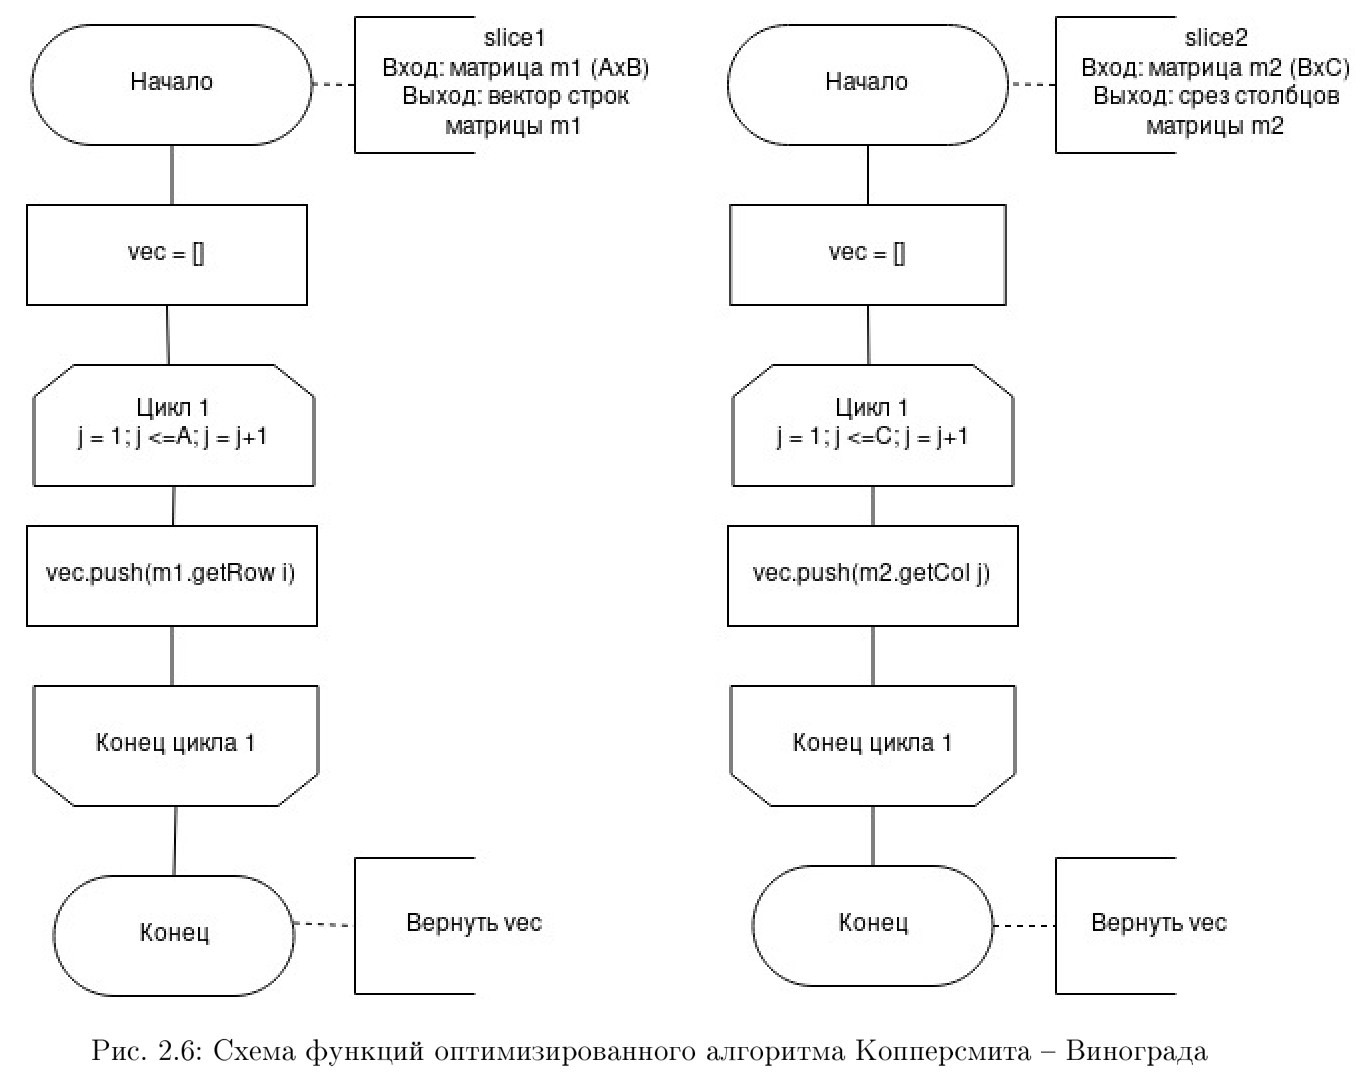 Начало
slice1
Вход: матрица m1 (AxB)
Выход: вектор строк
матрицы m1
vec = []
Цикл 1
j = 1; j <=A; j = j+1
vec.push(m1.getRow i)
Конец цикла 1
Конец
Вернуть vec
Начало
slice2
Вход: матрица m2 (BxC)
Выход: срез столбцов
матрицы m2
vec = []
Цикл 1
j = 1; j <=C; j = j+1
vec.push(m2.getCol j)
Конец цикла 1
Конец
Вернуть vec
Рис. 2.6: Схема функций оптимизированного алгоритма Копперсмита – Винограда